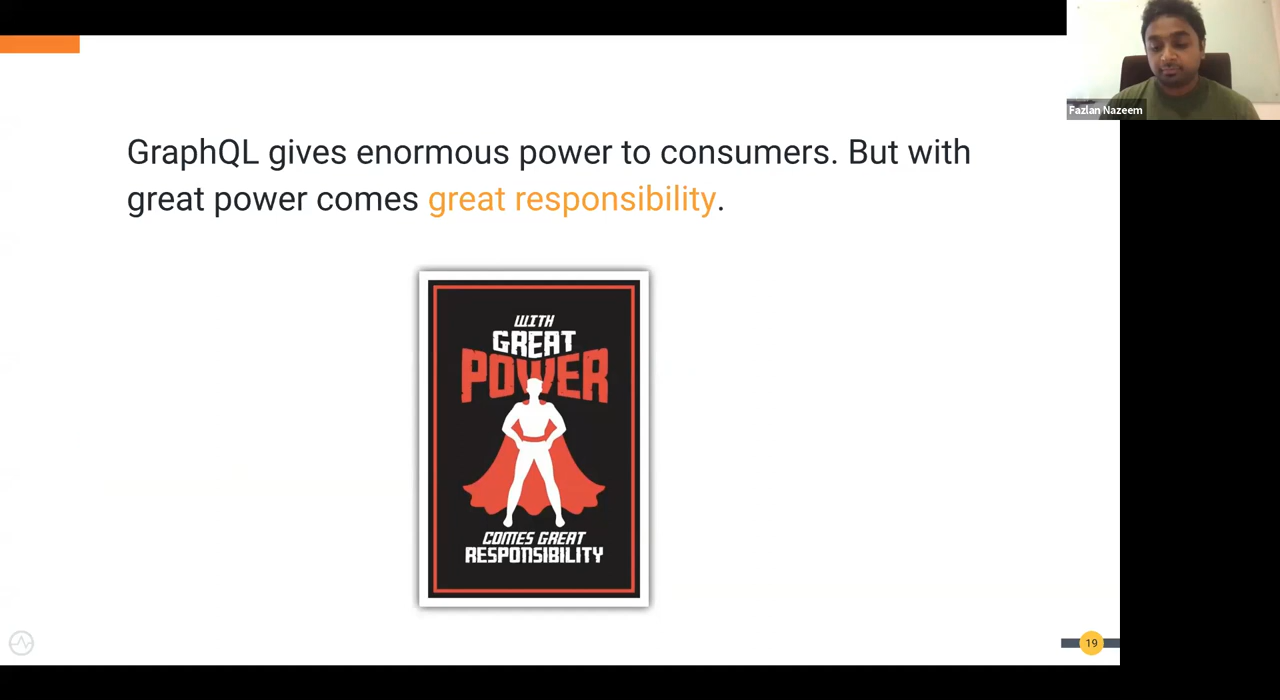 Fazlan Nazeem
GraphQL gives enormous power to consumers. But with
great power comes great responsibility.
WITH
GREAT
POWER
COMES GREAT
RESPONSIBILITY
19